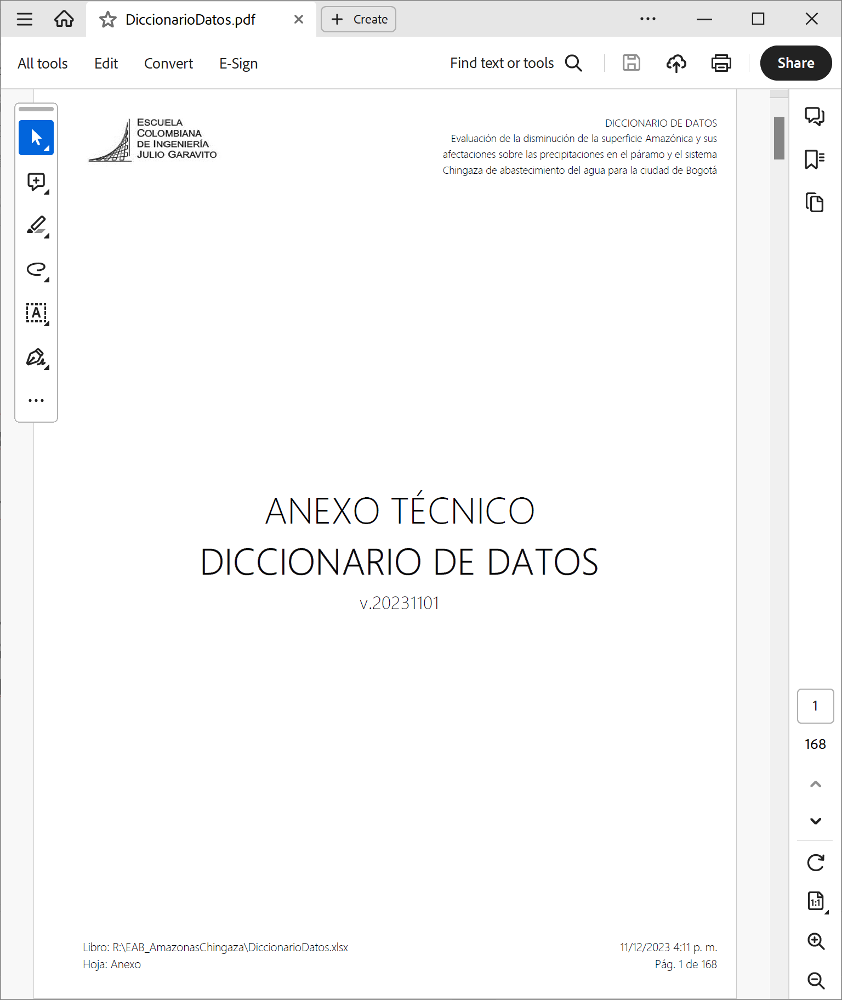 DiccionarioDatos.pdf
Create
All tools
Edit
Convert
E-Sign
Find text or tools
Share
ESCUELA
COLOMBIANA
DE INGENIERÍA
JULIO GARAVITO
DICCIONARIO DE DATOS
Evaluación de la disminución de la superficie Amazónica y sus
afectaciones sobre las precipitaciones en el páramo y el sistema
Chingaza de abastecimiento del agua para la ciudad de Bogotá
A
ANEXO TÉCNICO
DICCIONARIO DE DATOS
v.20231101
1
168
1:1
Libro: R:\EAB_AmazonasChingaza\DiccionarioDatos.xlsx
Hoja: Anexo
11/12/2023 4:11 p. m.
Pág. 1 de 168